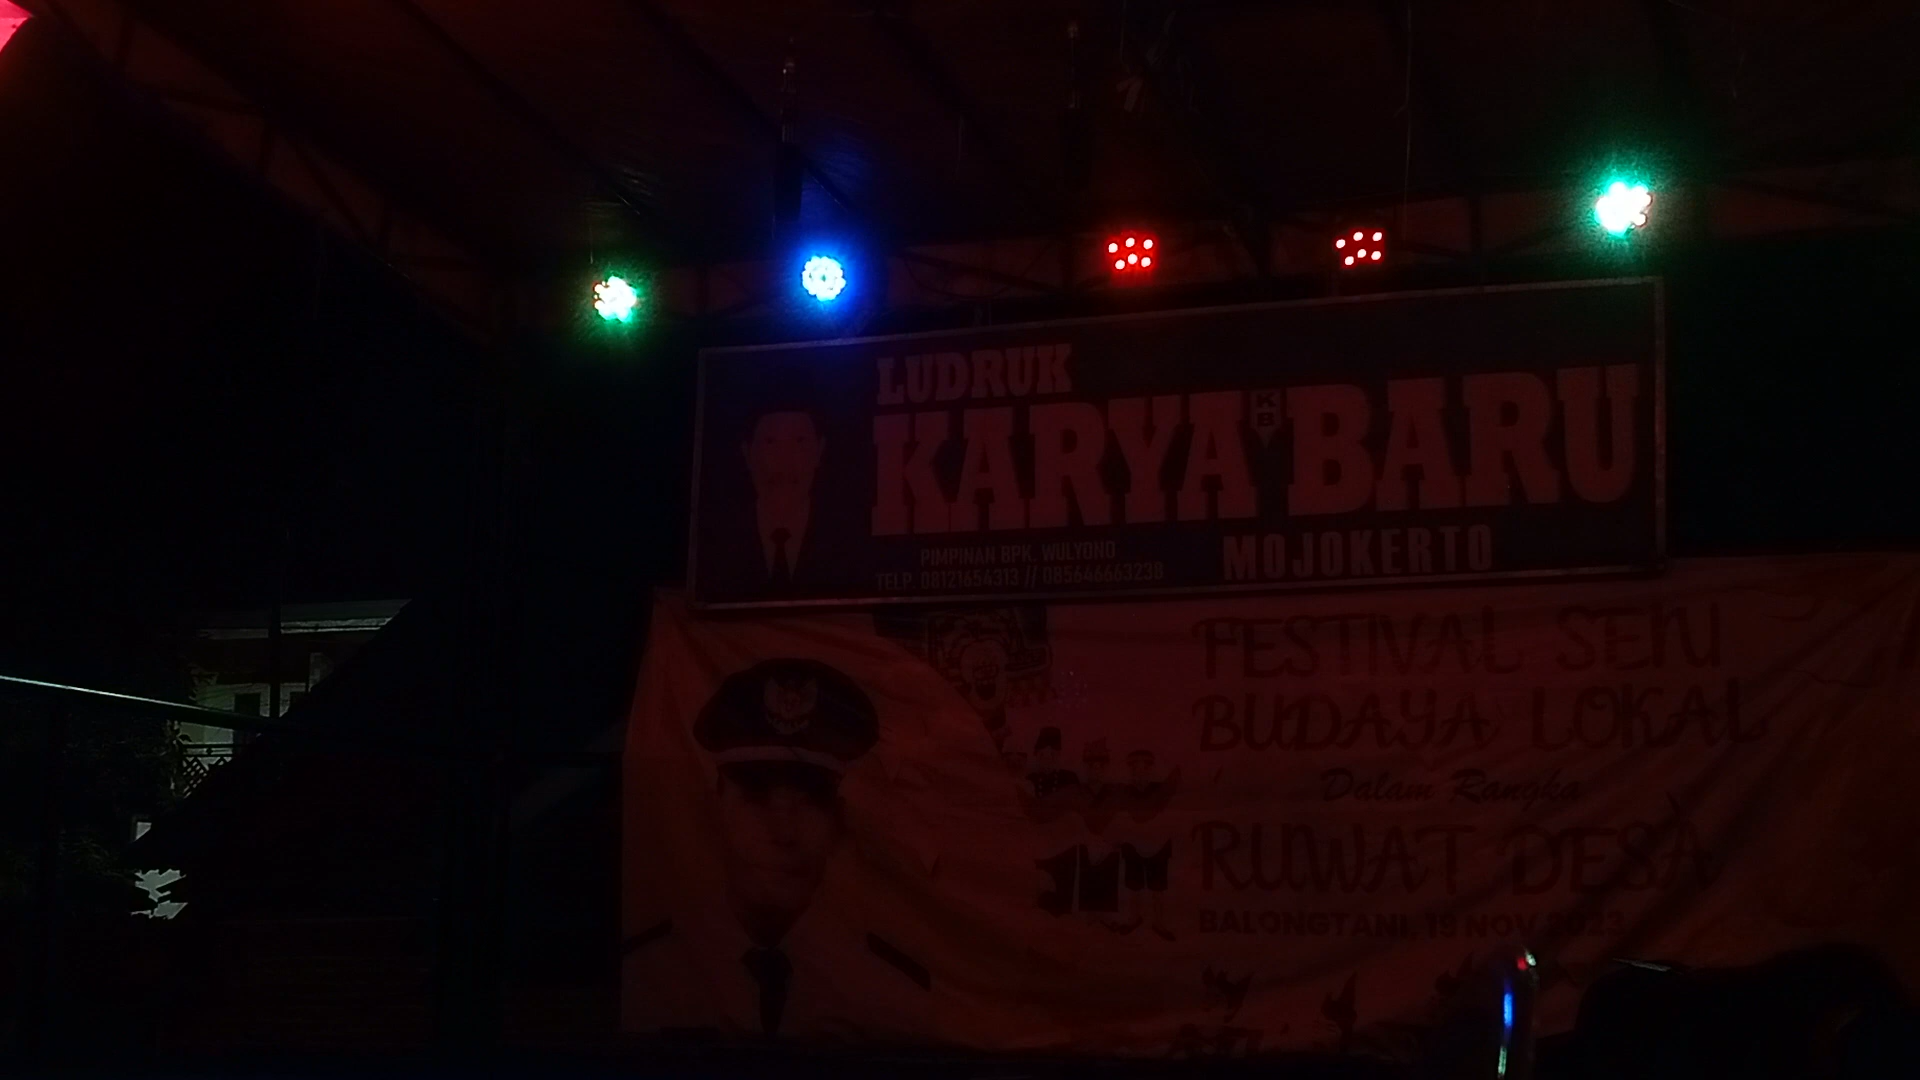 LUDRUK
KARYA BARU
KB
PIMPINAN BPK. WULYONO
TELP. 08121654313 // 085646663238
MOJOKERTO
FESTIVAL SENI
BUDAYA LOKAL
Dalam Rangka
RUWAT DESA
BALONGTANI, 19 NOV 2023